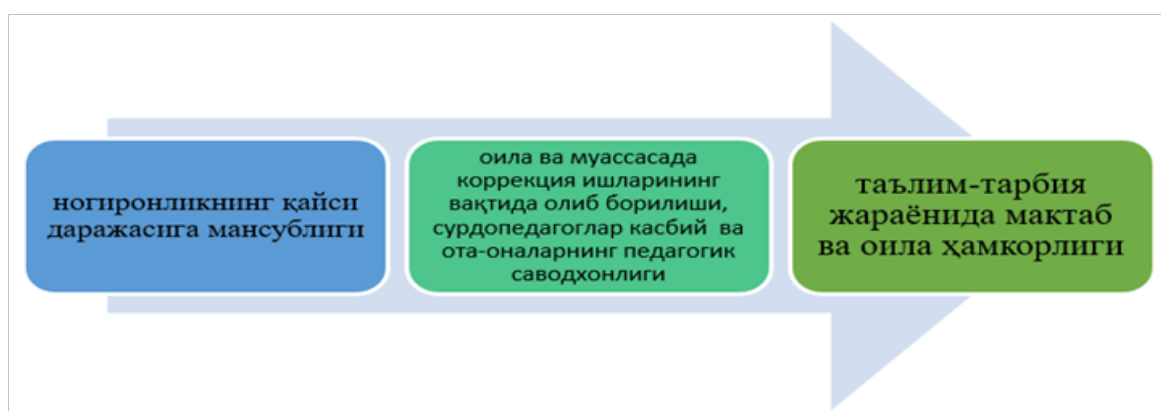 ногиронликнинг қайси
даражасига мансублиги
оила ва муассасада
коррекция ишларининг
вақтида олиб борилиши,
сурдопедагоглар касбий ва
ота-оналарнинг педагогик
саводхонлиги
таълим-тарбия
жараёнида мактаб
ва оила ҳамкорлиги